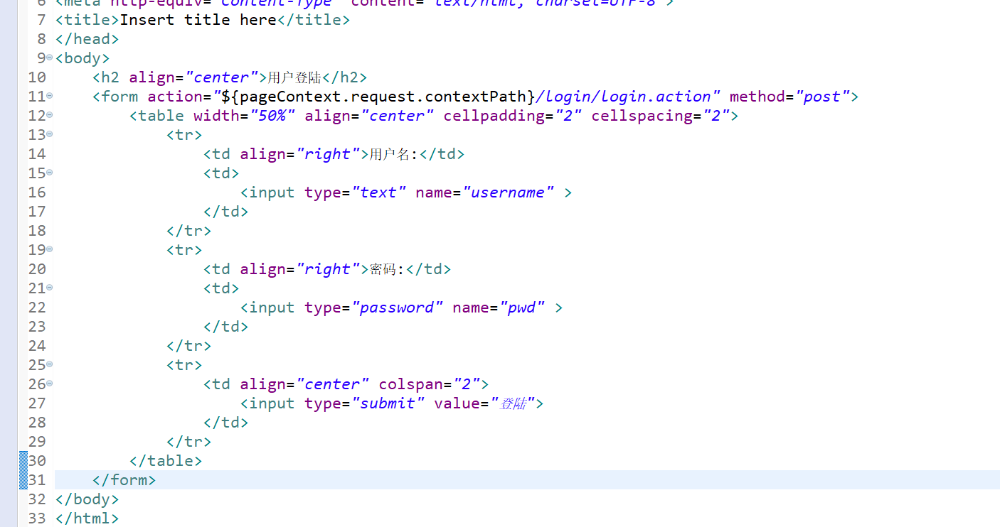 6 <meta http-equiv="Content-Type" content="text/html; charset=UTF-8">
7 <title>Insert title here</title>
8 </head>
9 <body>
10 <h2 align="center">用户登陆</h2>
11 <form action="${pageContext.request.contextPath}/login/login.action" method="post">
12 <table width="50%" align="center" cellpadding="2" cellspacing="2">
13 <tr>
14 <td align="right">用户名:</td>
15 <td>
16 <input type="text" name="username" >
17 </td>
18 </tr>
19 <tr>
20 <td align="right">密码:</td>
21 <td>
22 <input type="password" name="pwd" >
23 </td>
24 </tr>
25 <tr>
26 <td align="center" colspan="2">
27 <input type="submit" value="登陆">
28 </td>
29 </tr>
30 </table>
31 </form>
32 </body>
33 </html>